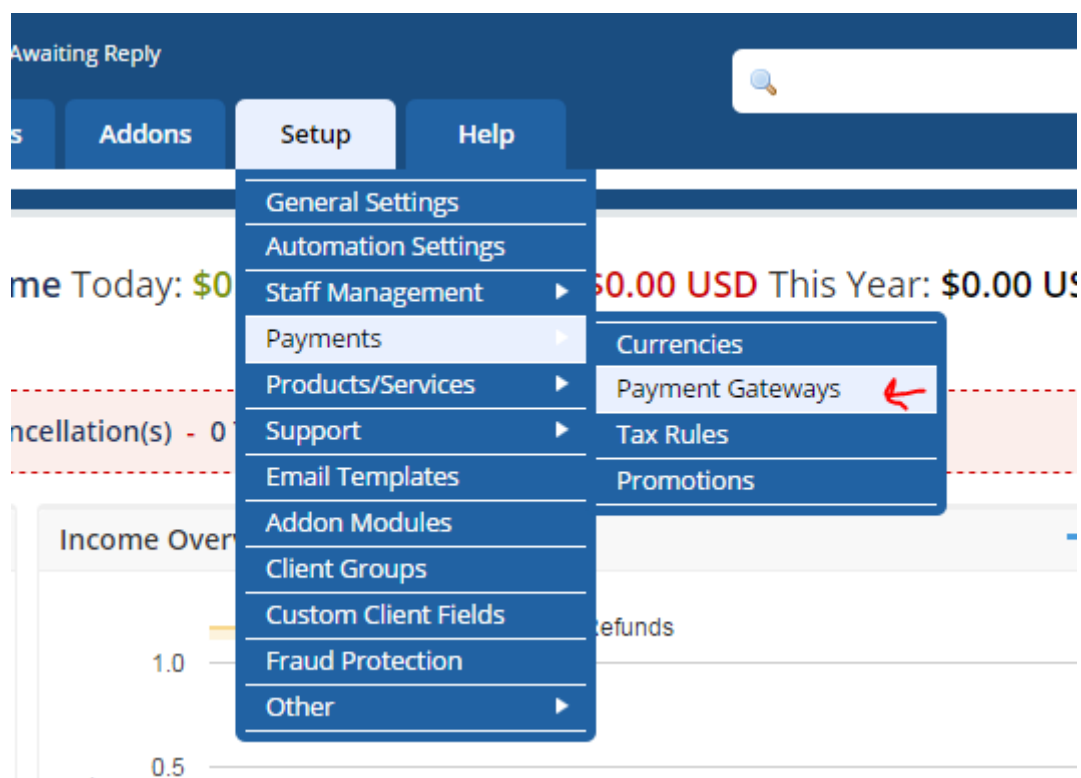 Awaiting Reply
s Addons Setup Help
General Settings
Automation Settings
me Today: $0 $0.00 USD This Year: $0.00 US
Staff Management
Payments
Products/Services
Support
Email Templates
Addon Modules
Client Groups
Custom Client Fields
Fraud Protection
Other
Currencies
Payment Gateways
Tax Rules
Promotions
ncellation(s) - 0
Income Over
efunds
1.0
0.5